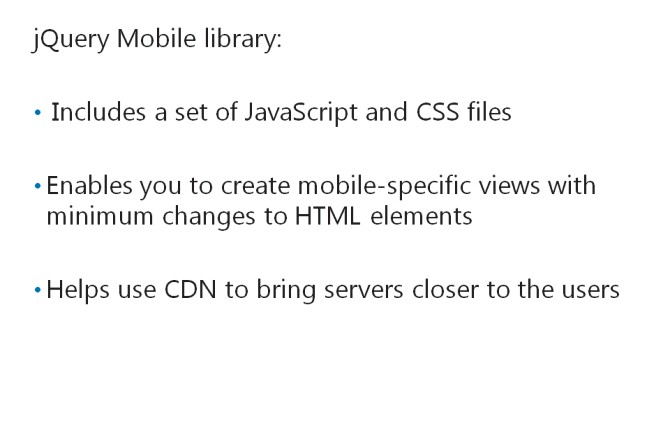 jQuery Mobile library:
• Includes a set of JavaScript and CSS files
• Enables you to create mobile-specific views with
minimum changes to HTML elements
• Helps use CDN to bring servers closer to the users